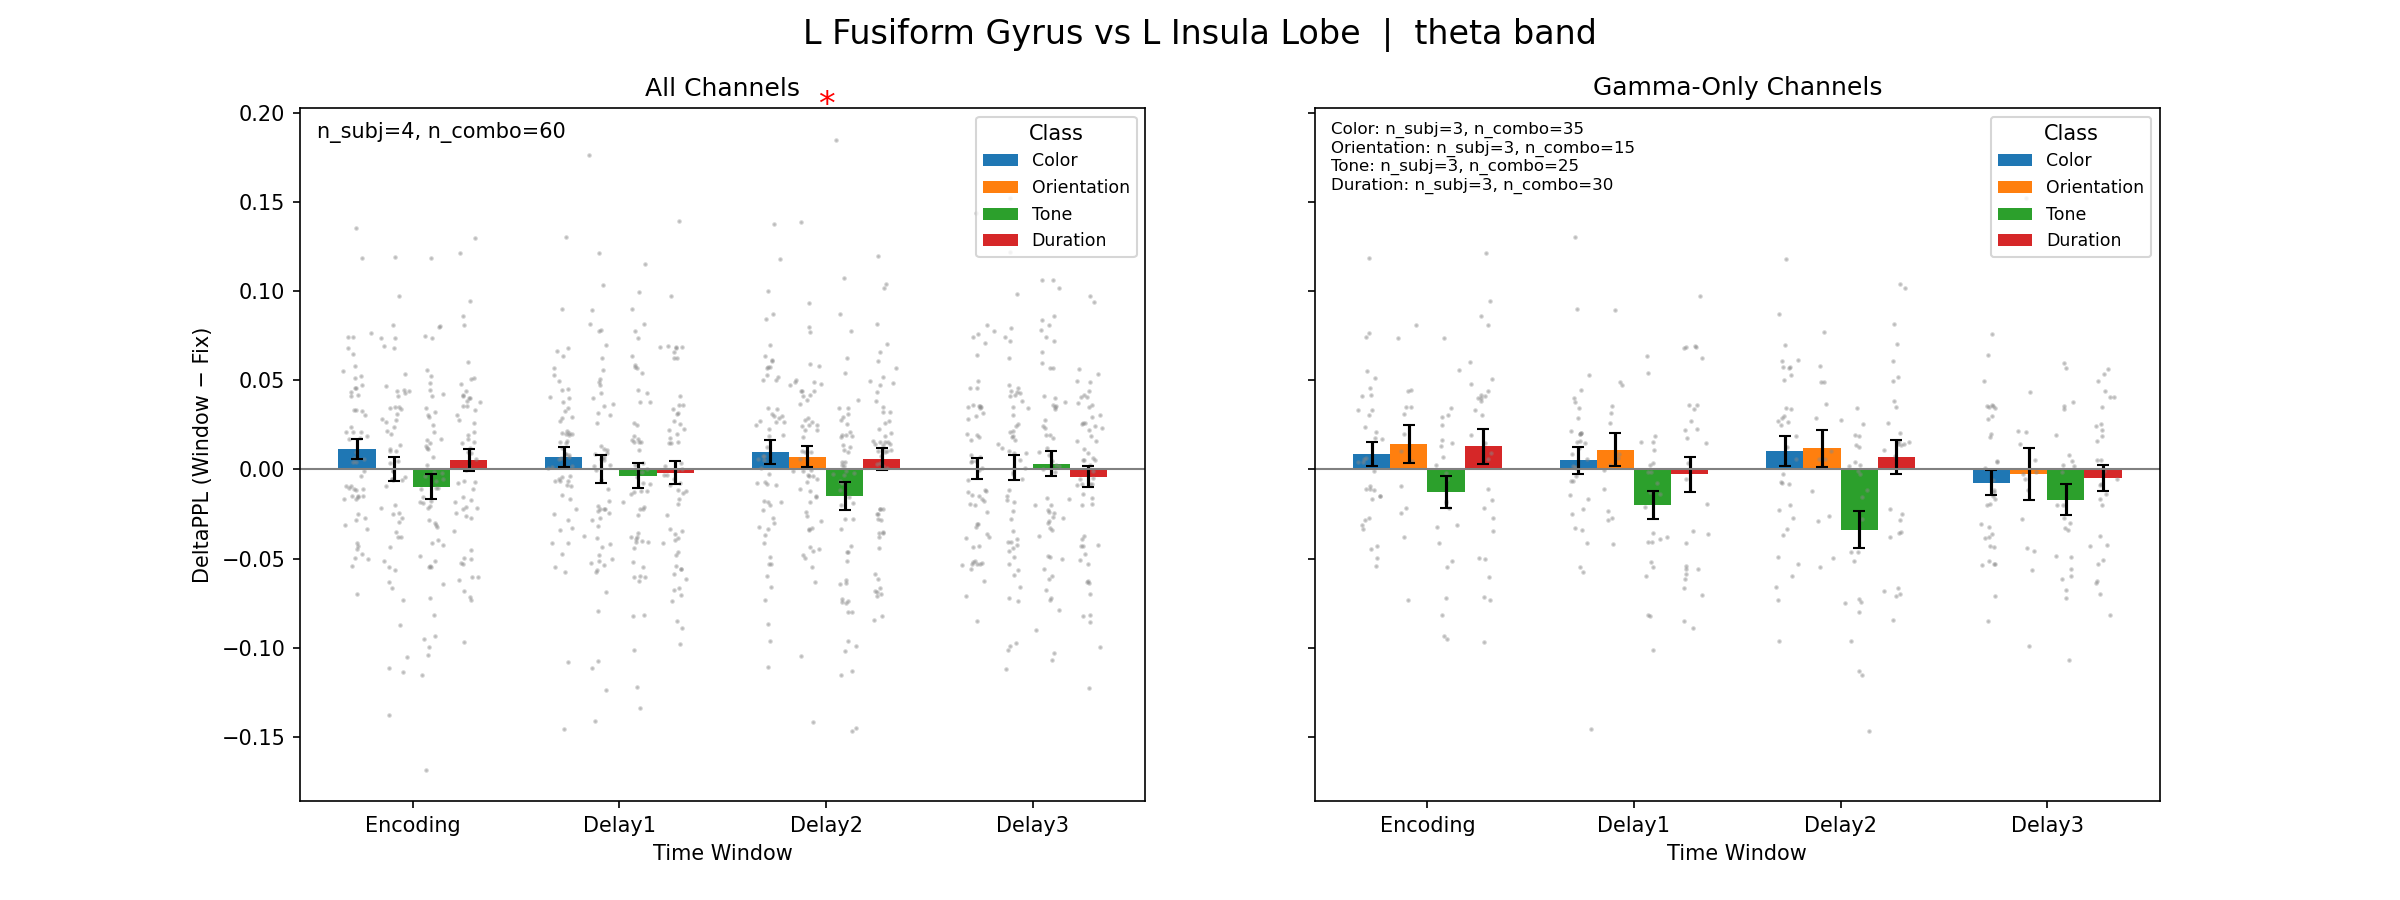 L Fusiform Gyrus vs L Insula Lobe | theta band
All Channels
*
n_subj=4, n_combo=60
Class
Color
Orientation
Tone
Duration
0.20
0.15
0.10
0.05
0.00
−0.05
−0.10
−0.15
DeltaPPL (Window − Fix)
Encoding
Delay1
Delay2
Delay3
Time Window
Gamma-Only Channels
Color: n_subj=3, n_combo=35
Orientation: n_subj=3, n_combo=15
Tone: n_subj=3, n_combo=25
Duration: n_subj=3, n_combo=30
Class
Color
Orientation
Tone
Duration
Encoding
Delay1
Delay2
Delay3
Time Window